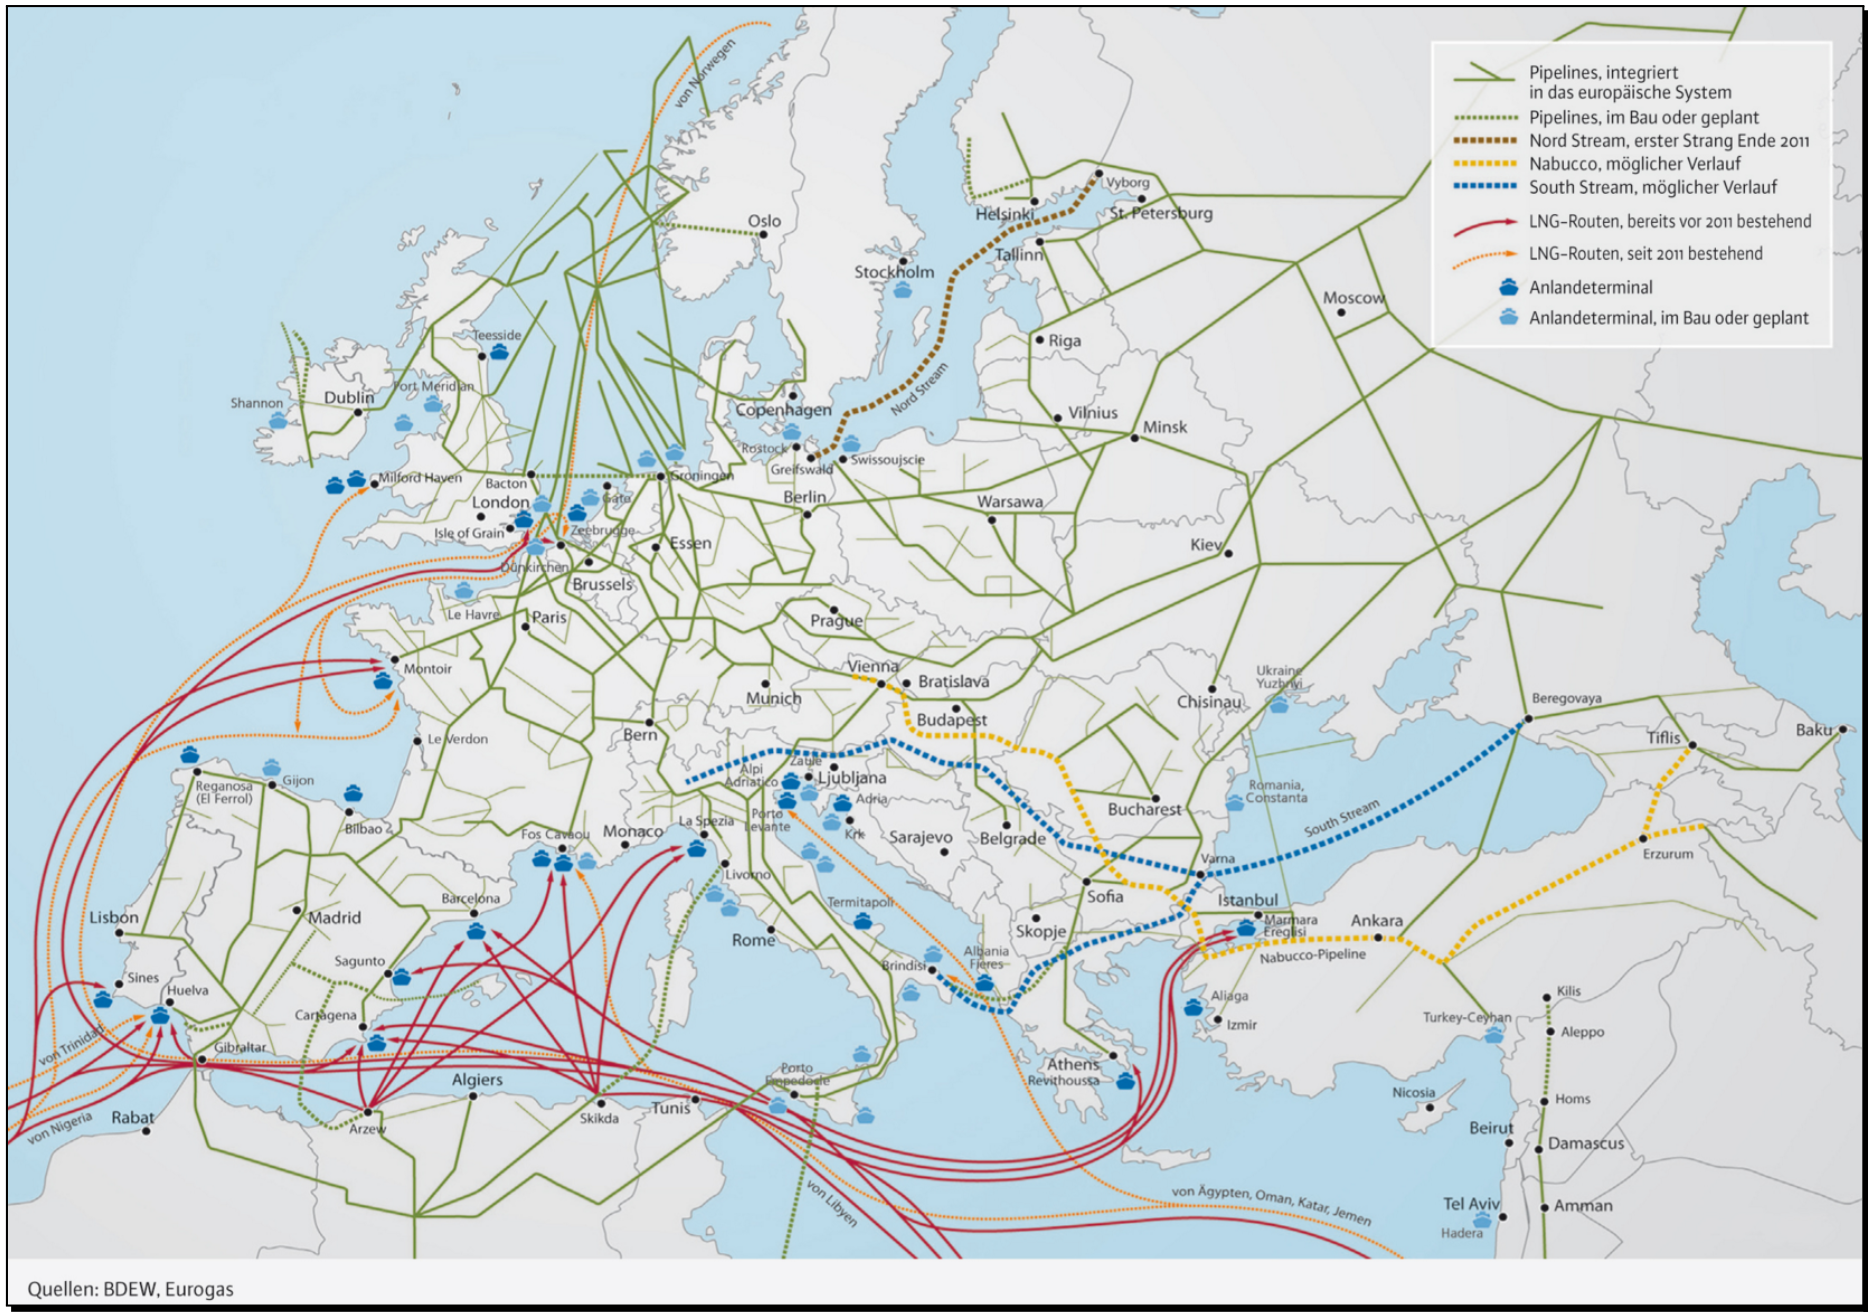 Pipelines, integriert
in das europäische System
Pipelines, im Bau oder geplant
Nord Stream, erster Strang Ende 2011
Nabucco, möglicher Verlauf
South Stream, möglicher Verlauf
LNG-Routen, bereits vor 2011 bestehend
LNG-Routen, seit 2011 bestehend
Anlandeterminal
Anlandeterminal, im Bau oder geplant
von Norwegen
Vyborg
Helsinki
St. Petersburg
Oslo
Tallinn
Stockholm
Moscow
Teesside
Riga
Port Meridian
Dublin
Shannon
Nord Stream
Copenhagen
Vilnius
Minsk
Rostock
Greifswald
Swissoujscie
Milford Haven
Bacton
Groningen
London
Gate
Berlin
Warsawa
Isle of Grain
Zeebrugge
Essen
Kiev
Dünkirchen
Brussels
Le Havre
Paris
Prague
Montoir
Vienna
Bratislava
Munich
Budapest
Chisinau
Ukraine
Yuzhnyi
Beregovaya
Bern
Le Verdon
Tiflis
Baku
Reganosa
(El Ferrol)
Gijon
Bilbao
Alpi
Adriatico
Zaule
Ljubljana
Porto
Levante
Adria
Krk
Romania,
Constanta
Bucharest
South Stream
Fos Cavaou
Monaco
La Spezia
Sarajevo
Belgrade
Varna
Erzurum
Livorno
Barcelona
Lisbon
Madrid
Termitapoli
Sofia
Istanbul
Marmara
Ereglisi
Ankara
Skopje
Rome
Nabucco-Pipeline
Sagunto
Brindisi
Albania
Fieres
Sines
Huelva
Cartagena
Aliaga
Izmir
Turkey-Ceyhan
Kilis
Aleppo
von Trinidad
Gibraltar
Algiers
Porto
Empedocle
Athens
Revithoussa
Nicosia
Homs
von Nigeria
Rabat
Arzew
Skikda
Tunis
Beirut
Damascus
von Libyen
von Ägypten, Oman, Katar, Jemen
Tel Aviv
Hadera
Amman
Quellen: BDEW, Eurogas